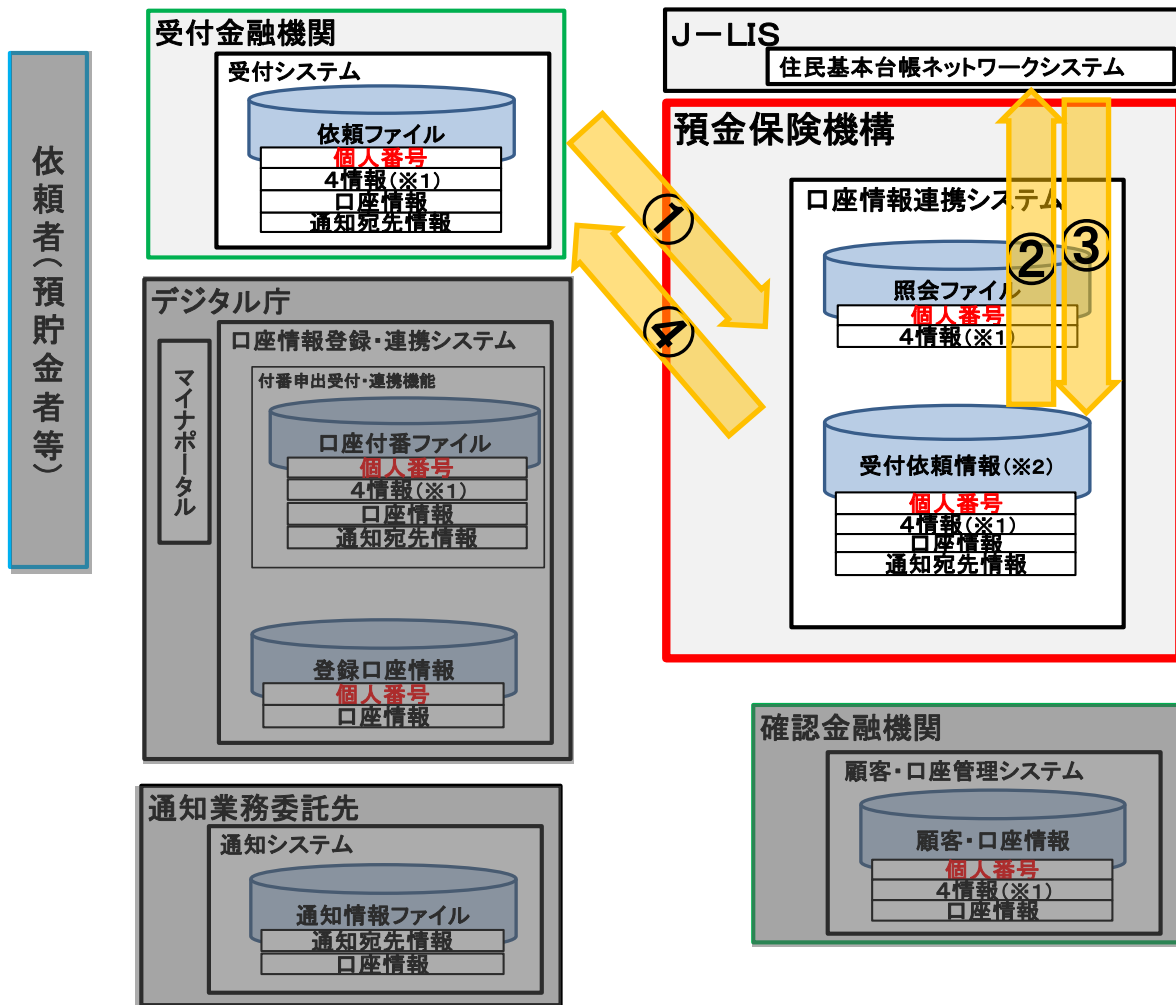 依頼者(預貯金者等)
受付金融機関
受付システム
依頼ファイル
個人番号
4情報(※1)
口座情報
通知宛先情報
J-LIS
住民基本台帳ネットワークシステム
預金保険機構
口座情報連携システム
照会ファイル
個人番号
4情報(※1)
受付依頼情報(※2)
個人番号
4情報(※1)
口座情報
通知宛先情報
①
②
③
④
デジタル庁
マイナポータル
口座情報登録・連携システム
付番申出受付・連携機能
口座付番ファイル
個人番号
4情報(※1)
口座情報
通知宛先情報
登録口座情報
個人番号
口座情報
確認金融機関
顧客・口座管理システム
顧客・口座情報
個人番号
4情報(※1)
口座情報
通知業務委託先
通知システム
通知情報ファイル
通知宛先情報
口座情報